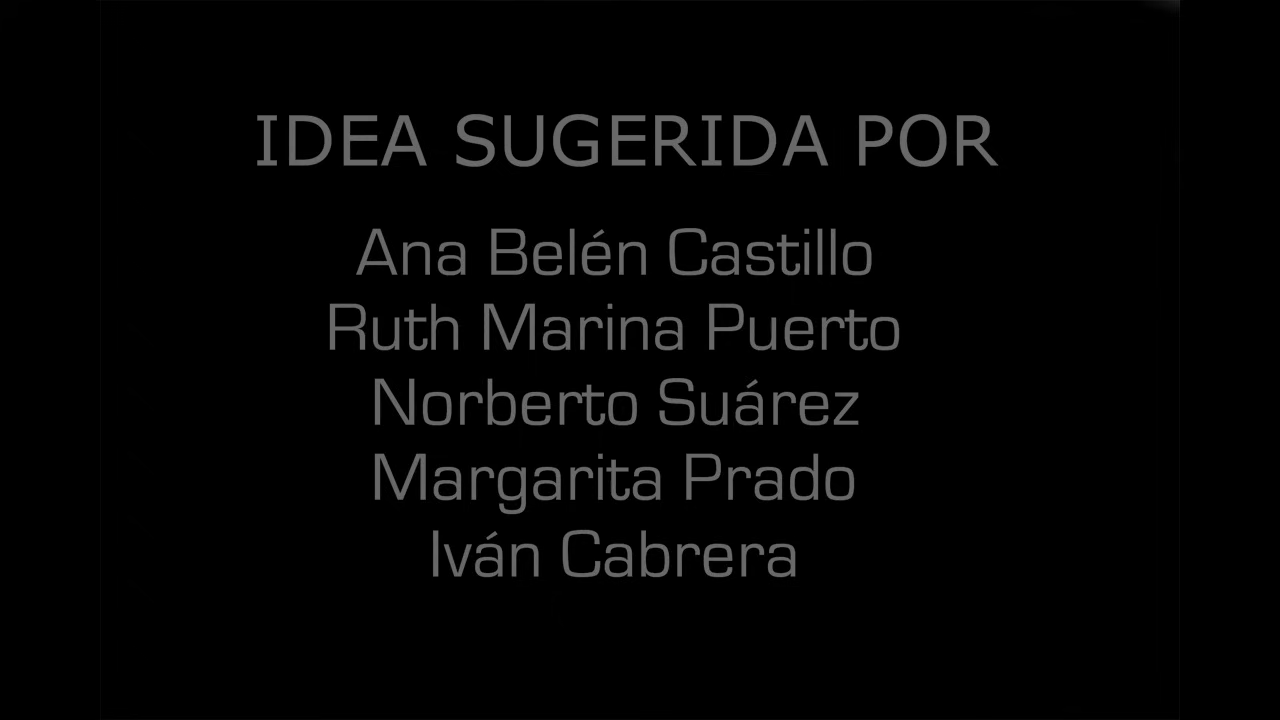 IDEA SUGERIDA POR
Ana Belén Castillo
Ruth Marina Puerto
Norberto Suárez
Margarita Prado
Iván Cabrera